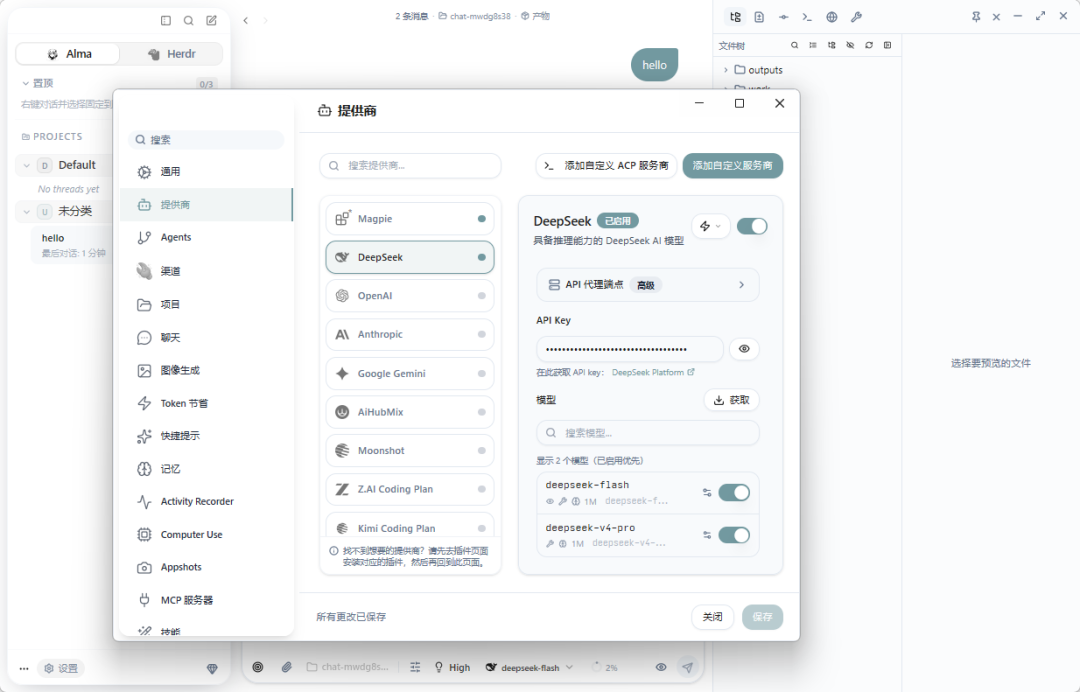 2 条消息 chat-mwdg8s38 产物
Alma
Herdr
置顶
0/3
右键对话并选择固定到
PROJECTS
D Default
No threads yet
U 未分类
hello
最后对话: 1 分钟
设置
hello
文件树
outputs
work
选择要预览的文件
搜索
通用
提供商
Agents
渠道
项目
聊天
图像生成
Token 节省
快捷提示
记忆
Activity Recorder
Computer Use
Appshots
MCP 服务器
技能
提供商
搜索提供商...
添加自定义 ACP 服务商
添加自定义服务商
Magpie
DeepSeek
OpenAI
Anthropic
Google Gemini
AiHubMix
Moonshot
Z.AI Coding Plan
Kimi Coding Plan
找不到想要的提供商？请先去插件页面
安装对应的插件，然后再回到此页面。
DeepSeek 已启用
具备推理能力的 DeepSeek AI 模型
API 代理端点 高级
API Key
••••••••••••••••••••••••••••••••••
在此获取 API key: DeepSeek Platform
模型
获取
搜索模型...
显示 2 个模型（已启用优先）
deepseek-flash
1M deepseek-f...
deepseek-v4-pro
1M deepseek-v4-...
所有更改已保存
关闭
保存
chat-mwdg8s...
High
deepseek-flash
2%